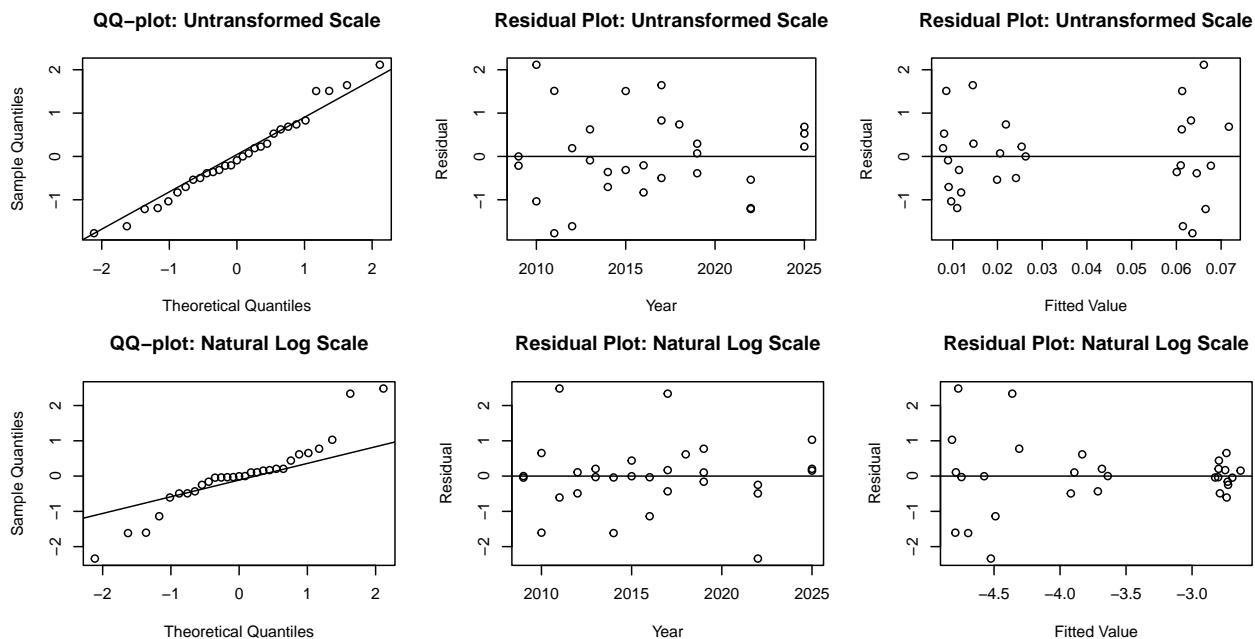 QQ−plot: Untransformed Scale
Residual Plot: Untransformed Scale
Residual Plot: Untransformed Scale
Sample Quantiles
−1 0 1 2
−2 −1 0 1 2
Theoretical Quantiles
Residual
−1 0 1 2
2010 2015 2020 2025
Year
Residual
−1 0 1 2
0.01 0.02 0.03 0.04 0.05 0.06 0.07
Fitted Value
QQ−plot: Natural Log Scale
Residual Plot: Natural Log Scale
Residual Plot: Natural Log Scale
Sample Quantiles
−2 −1 0 1 2
−2 −1 0 1 2
Theoretical Quantiles
Residual
−2 −1 0 1 2
2010 2015 2020 2025
Year
Residual
−2 −1 0 1 2
−4.5 −4.0 −3.5 −3.0
Fitted Value